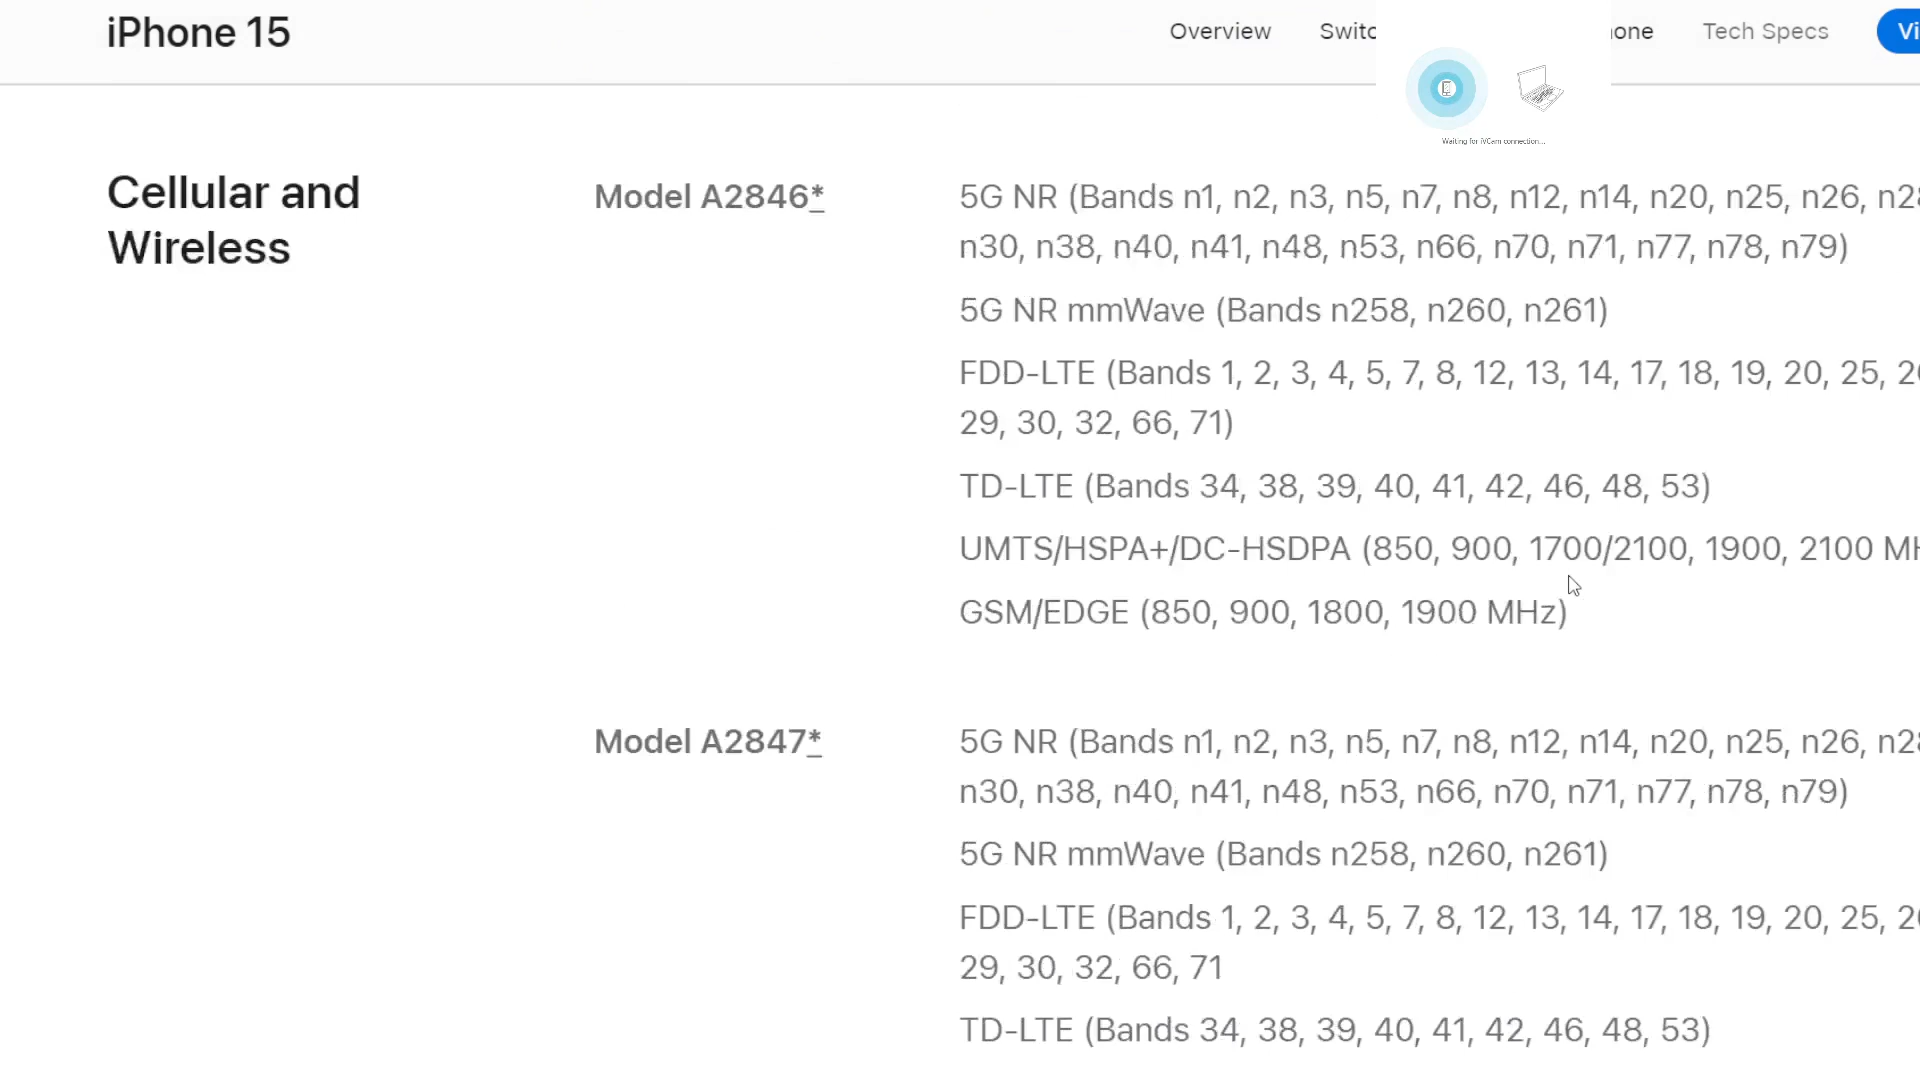 iPhone 15
Overview
Tech Specs
Waiting for iVCam connection...
Cellular and
Wireless
Model A2846*
5G NR (Bands n1, n2, n3, n5, n7, n8, n12, n14, n20, n25, n26,
n30, n38, n40, n41, n48, n53, n66, n70, n71, n77, n78, n79)
5G NR mmWave (Bands n258, n260, n261)
FDD-LTE (Bands 1, 2, 3, 4, 5, 7, 8, 12, 13, 14, 17, 18, 19, 20, 25,
29, 30, 32, 66, 71)
TD-LTE (Bands 34, 38, 39, 40, 41, 42, 46, 48, 53)
UMTS/HSPA+/DC-HSDPA (850, 900, 1700/2100, 1900, 2100
GSM/EDGE (850, 900, 1800, 1900 MHz)
Model A2847*
5G NR (Bands n1, n2, n3, n5, n7, n8, n12, n14, n20, n25, n26,
n30, n38, n40, n41, n48, n53, n66, n70, n71, n77, n78, n79)
5G NR mmWave (Bands n258, n260, n261)
FDD-LTE (Bands 1, 2, 3, 4, 5, 7, 8, 12, 13, 14, 17, 18, 19, 20, 25,
29, 30, 32, 66, 71
TD-LTE (Bands 34, 38, 39, 40, 41, 42, 46, 48, 53)